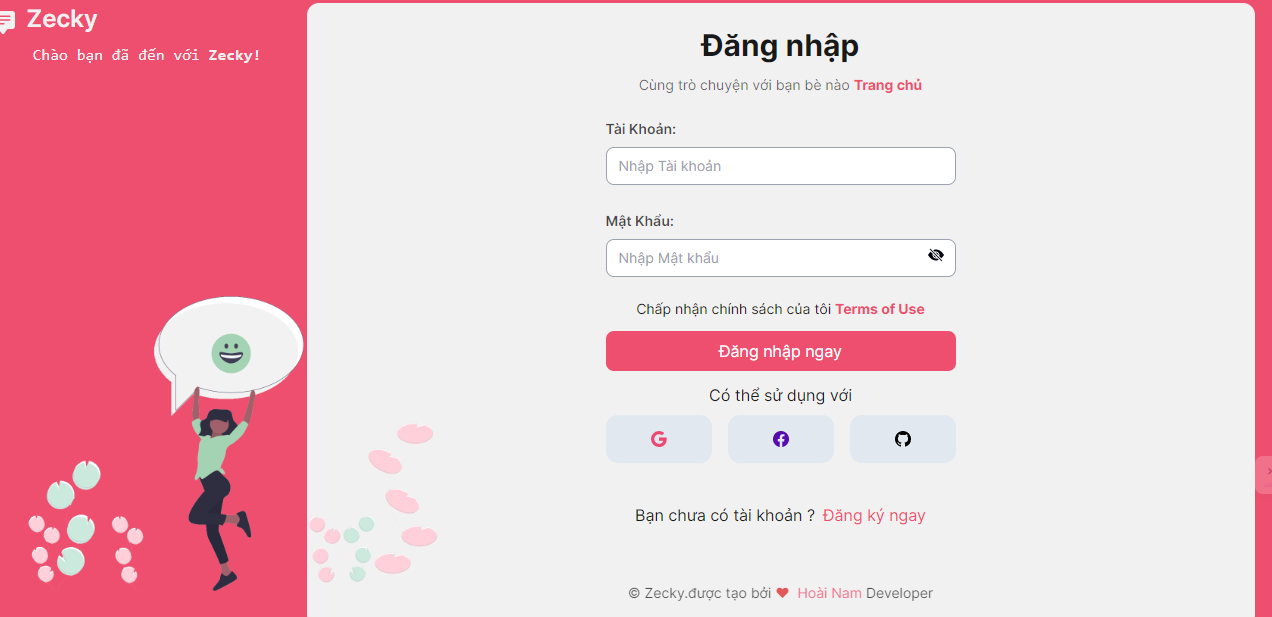 Zecky
Chào bạn đã đến với Zecky!
Đăng nhập
Cùng trò chuyện với bạn bè nào Trang chủ
Tài Khoản:
Nhập Tài khoản
Mật Khẩu:
Nhập Mật khẩu
Chấp nhận chính sách của tôi Terms of Use
Đăng nhập ngay
Có thể sử dụng với
Bạn chưa có tài khoản ? Đăng ký ngay
© Zecky.được tạo bởi ❤ Hoài Nam Developer